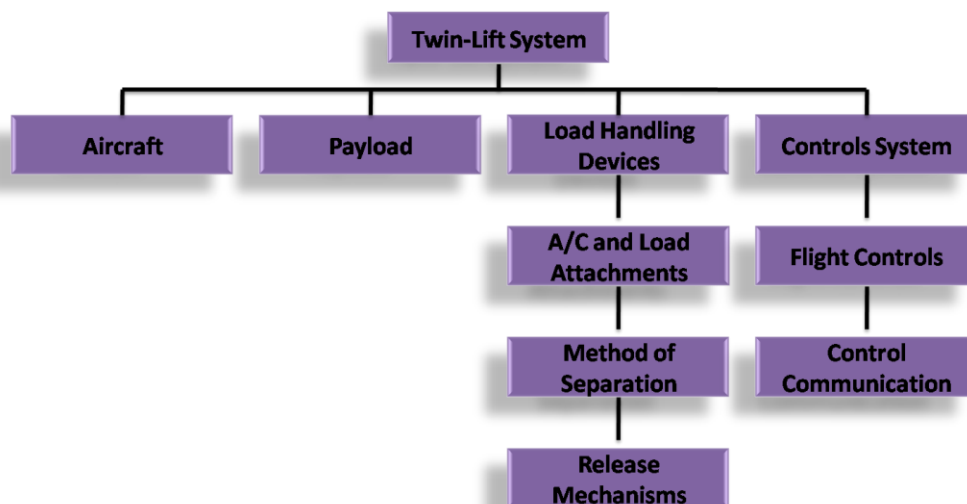 Twin-Lift System
Aircraft
Payload
Load Handling
Devices
Controls System
A/C and Load
Attachments
Flight Controls
Method of
Separation
Control
Communication
Release
Mechanisms